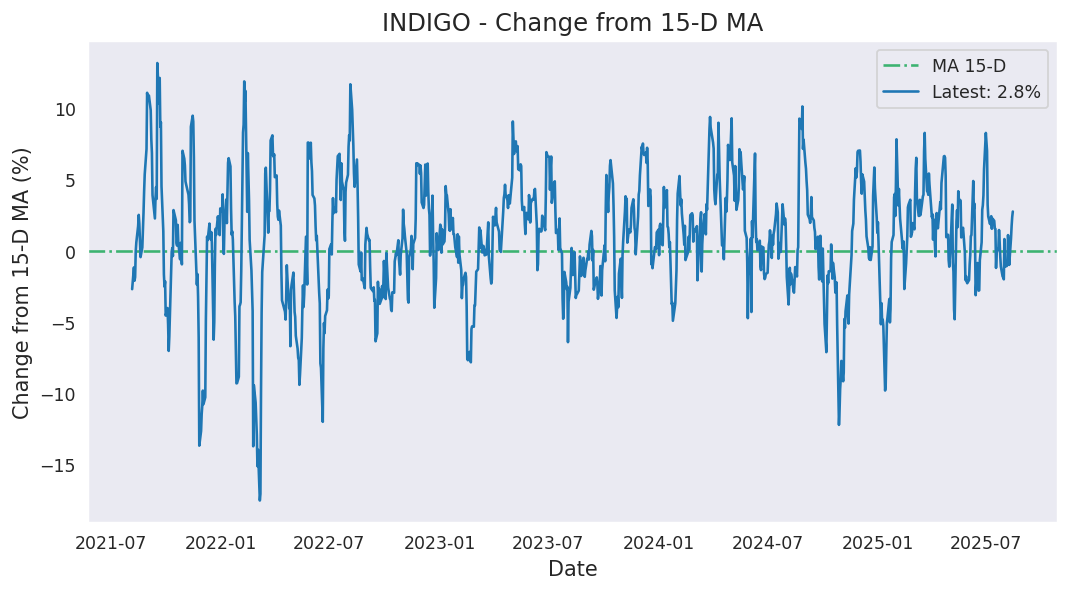 INDIGO - Change from 15-D MA
MA 15-D
Latest: 2.8%
Change from 15-D MA (%)
10
5
0
−5
−10
−15
2021-07 2022-01 2022-07 2023-01 2023-07 2024-01 2024-07 2025-01 2025-07
Date